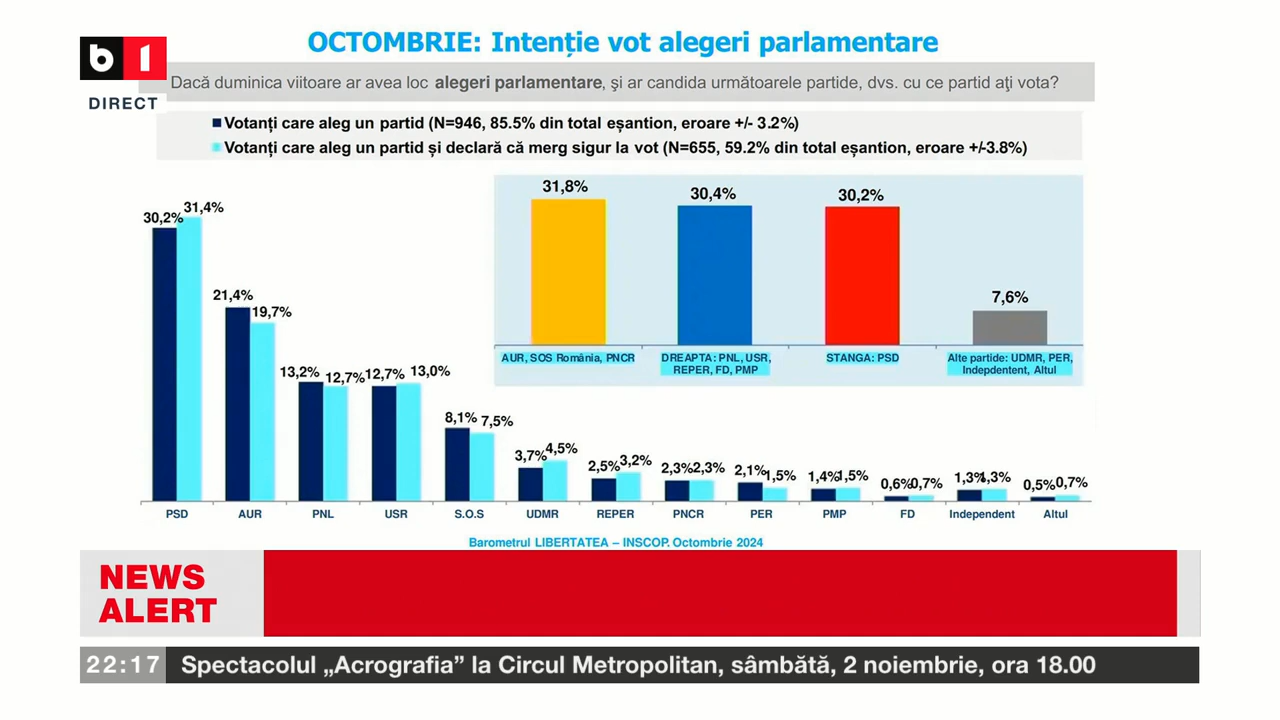 b1
DIRECT
OCTOMBRIE: Intenție vot alegeri parlamentare
Dacă duminica viitoare ar avea loc alegeri parlamentare, şi ar candida următoarele partide, dvs. cu ce partid aţi vota?
Votanți care aleg un partid (N=946, 85.5% din total eșantion, eroare +/- 3.2%)
Votanți care aleg un partid și declară că merg sigur la vot (N=655, 59.2% din total eșantion, eroare +/-3.8%)
31,8% 30,4% 30,2% 7,6%
AUR, SOS România, PNCR
DREAPTA: PNL, USR,
REPER, FD, PMP
STANGA: PSD
Alte partide: UDMR, PER,
Indepdentent, Altul
30,2% 31,4%
21,4% 19,7%
13,2% 12,7%
12,7% 13,0%
8,1% 7,5%
3,7% 4,5%
2,5% 3,2%
2,3% 2,3%
2,1% 1,5%
1,4% 1,5%
0,6% 0,7%
1,3% 1,3%
0,5% 0,7%
PSD AUR PNL USR S.O.S UDMR REPER PNCR PER PMP FD Independent Altul
Barometrul LIBERTATEA – INSCOP. Octombrie 2024
NEWS
ALERT
22:17 Spectacolul „Acrografia” la Circul Metropolitan, sâmbătă, 2 noiembrie, ora 18.00